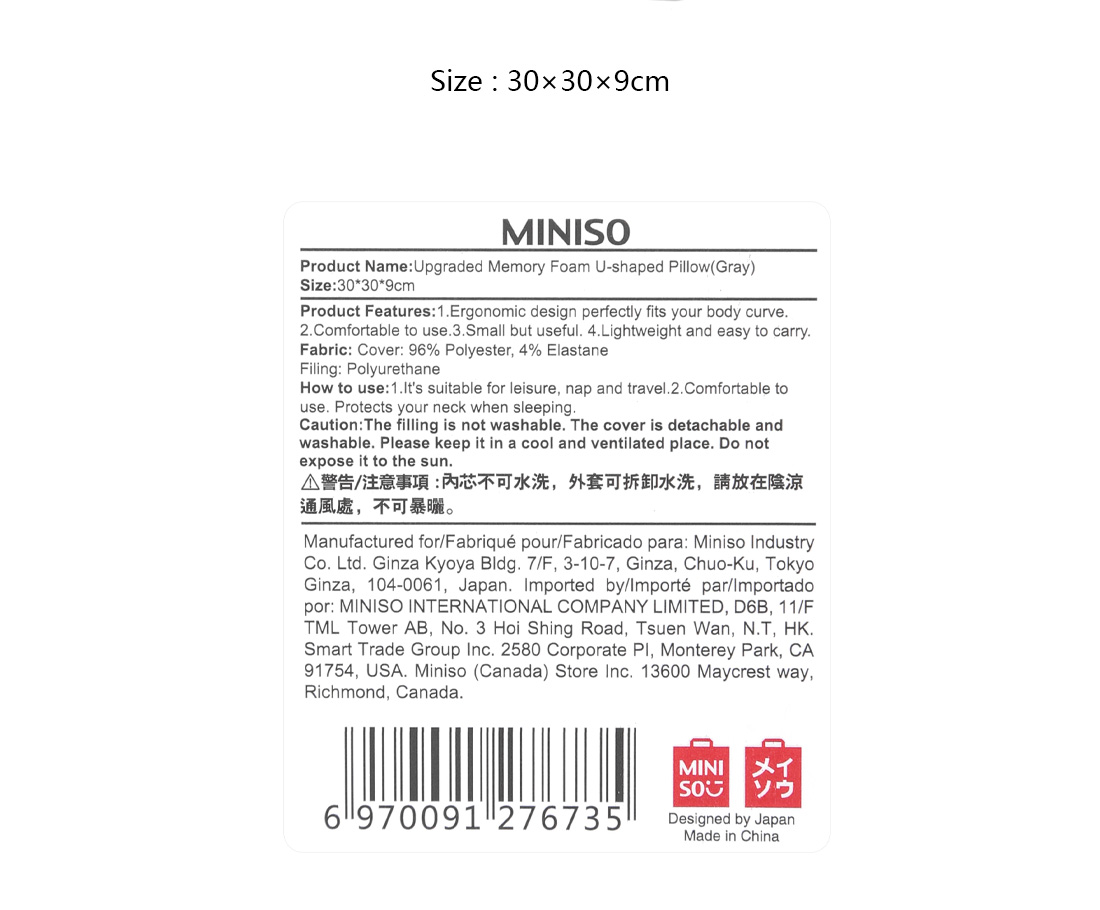 Size : 30×30×9cm
MINISO
Product Name:Upgraded Memory Foam U-shaped Pillow(Gray)
Size:30*30*9cm
Product Features:1.Ergonomic design perfectly fits your body curve.
2.Comfortable to use.3.Small but useful. 4.Lightweight and easy to carry.
Fabric: Cover: 96% Polyester, 4% Elastane
Filing: Polyurethane
How to use:1.It's suitable for leisure, nap and travel.2.Comfortable to
use. Protects your neck when sleeping.
Caution:The filling is not washable. The cover is detachable and
washable. Please keep it in a cool and ventilated place. Do not
expose it to the sun.
⚠警告/注意事項:內芯不可水洗，外套可拆卸水洗，請放在陰涼
通風處，不可暴曬。
Manufactured for/Fabriqué pour/Fabricado para: Miniso Industry
Co. Ltd. Ginza Kyoya Bldg. 7/F, 3-10-7, Ginza, Chuo-Ku, Tokyo
Ginza, 104-0061, Japan. Imported by/Importé par/Importado
por: MINISO INTERNATIONAL COMPANY LIMITED, D6B, 11/F
TML Tower AB, No. 3 Hoi Shing Road, Tsuen Wan, N.T, HK.
Smart Trade Group Inc. 2580 Corporate Pl, Monterey Park, CA
91754, USA. Miniso (Canada) Store Inc. 13600 Maycrest way,
Richmond, Canada.
6 970091 276735
MINI
SO
メイ
ソウ
Designed by Japan
Made in China